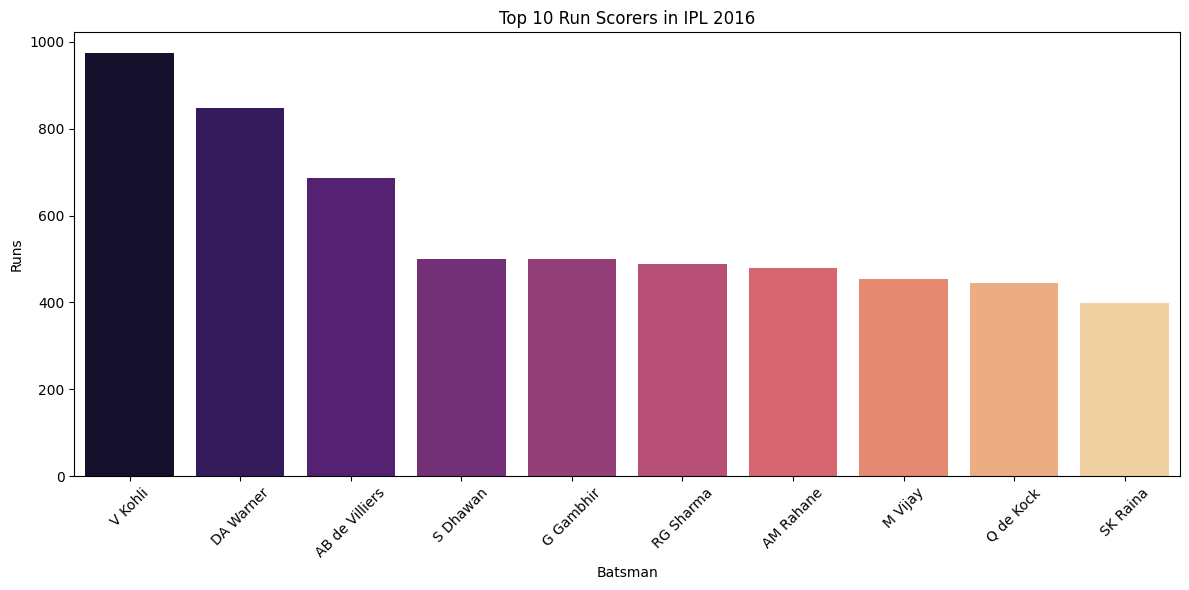 Top 10 Run Scorers in IPL 2016
Runs
1000
800
600
400
200
0
V Kohli
DA Warner
AB de Villiers
S Dhawan
G Gambhir
RG Sharma
AM Rahane
M Vijay
Q de Kock
SK Raina
Batsman